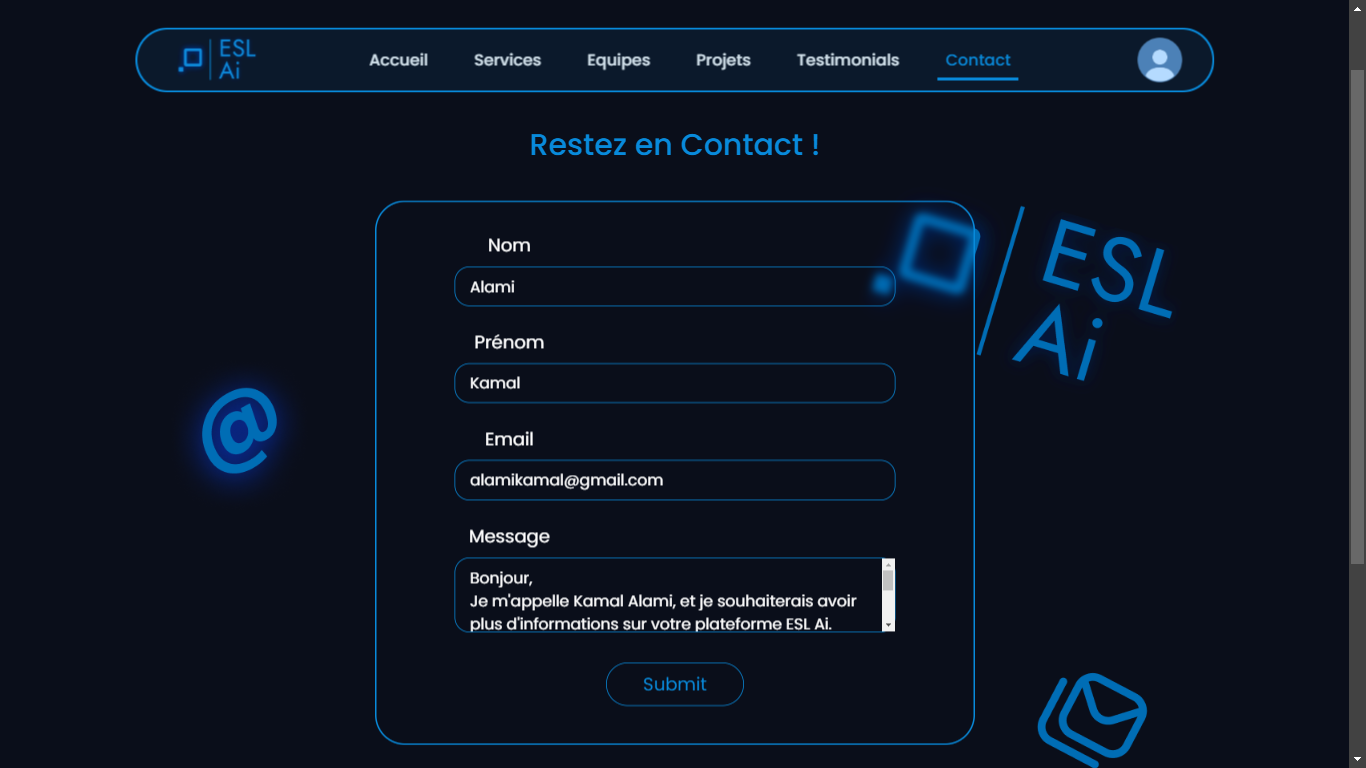 ESL
Ai
Accueil
Services
Equipes
Projets
Testimonials
Contact
Restez en Contact !
Nom
Alami
Prénom
Kamal
Email
alamikamal@gmail.com
Message
Bonjour,
Je m'appelle Kamal Alami, et je souhaiterais avoir
plus d'informations sur votre plateforme ESL Ai.
Submit
ESL
Ai
@